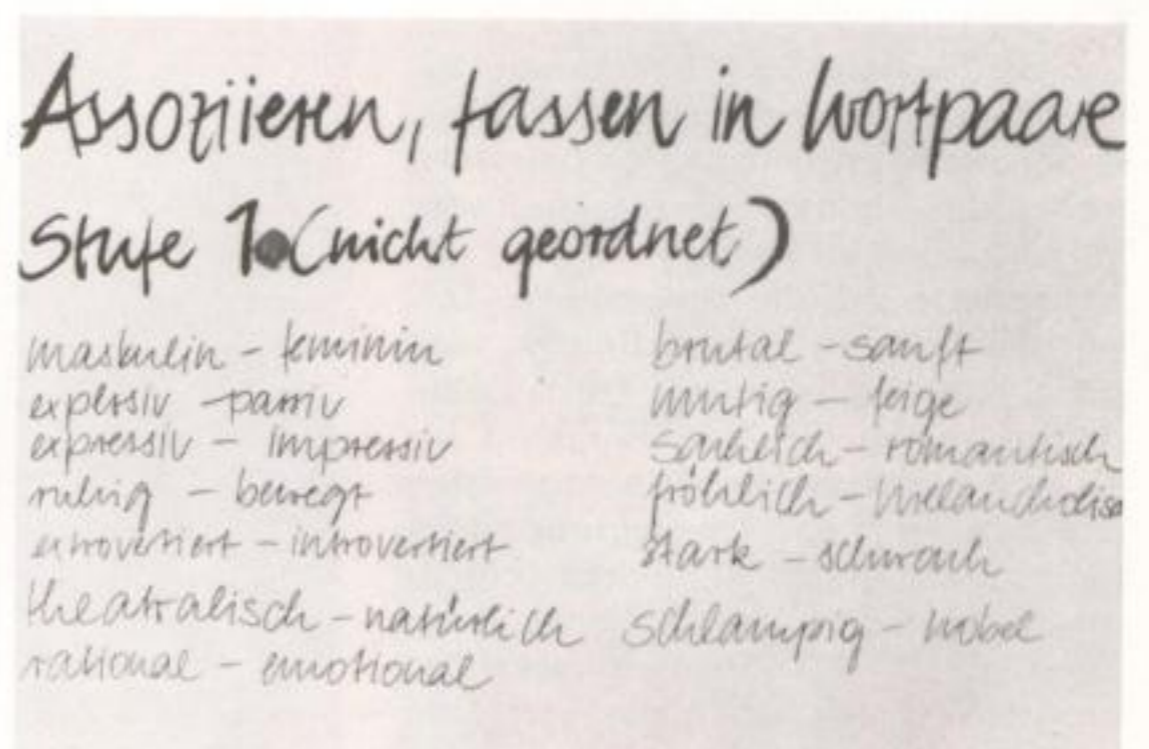 Assoziieren, fassen in Wortpaare
Stufe 1. (nicht geordnet)
maskulin - feminin
explosiv - passiv
expressiv - impressiv
ruhig - bewegt
extrovertiert - introvertiert
theatralisch - natürlich
rational - emotional
brutal - sanft
mutig - feige
sachlich - romantisch
fröhlich - melancholisc
stark - schwach
schlampig - nobel